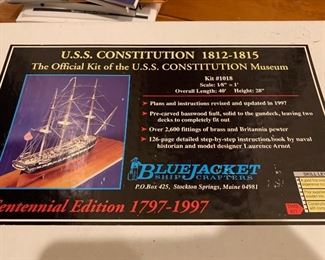 U.S.S. CONSTITUTION 1812-1815
The Official Kit of the U.S.S. CONSTITUTION Museum
Kit #1018
Scale: 1/8" = 1'
Overall Length: 40" Height: 28"
Plans and instructions revised and updated in 1997
Pre-carved basswood hull, solid to the gundeck, leaving two
decks to completely fit out
Over 2,600 fittings of brass and Britannia pewter
126-page detailed step-by-step instruction book by naval
historian and model designer Laurence Arnot
BLUEJACKET
SHIP CRAFTERS
P.O.BOX 425, Stockton Springs, Maine 04981
Centennial Edition 1797-1997
SKILL LEVEL